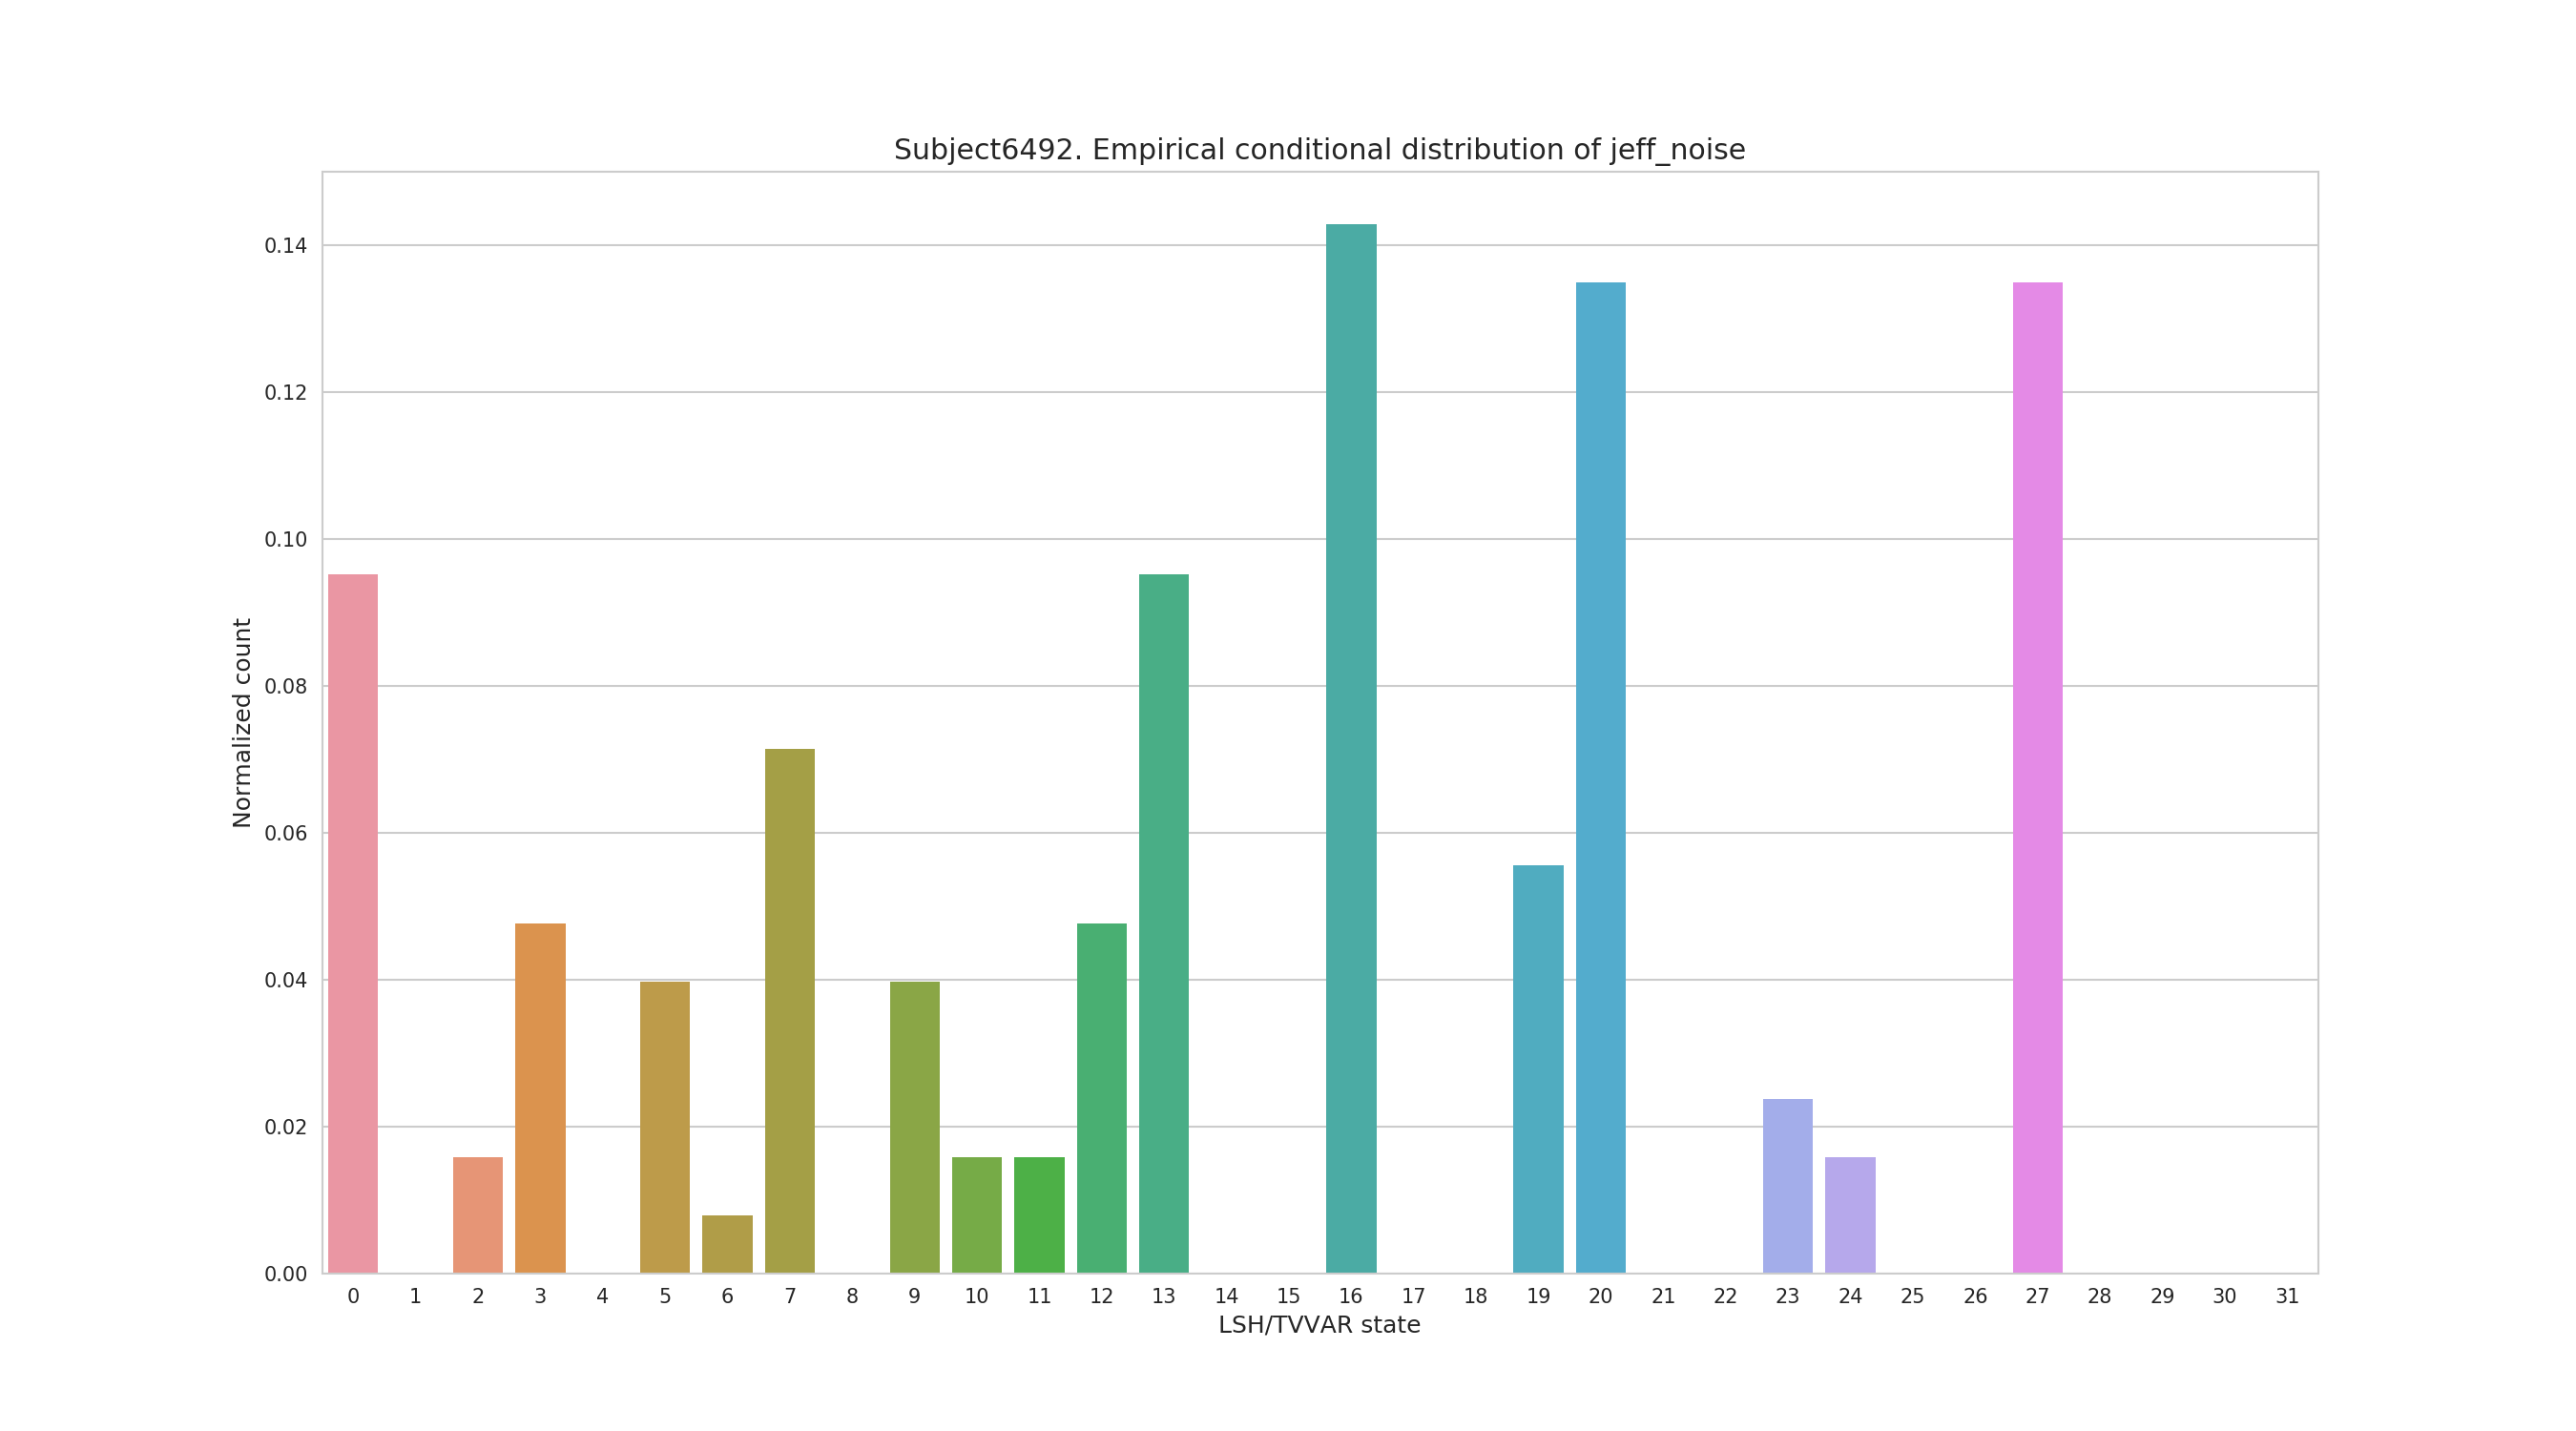 Subject6492. Empirical conditional distribution of jeff_noise
Normalized count
0.14
0.12
0.10
0.08
0.06
0.04
0.02
0.00
0 1 2 3 4 5 6 7 8 9 10 11 12 13 14 15 16 17 18 19 20 21 22 23 24 25 26 27 28 29 30 31
LSH/TVVAR state